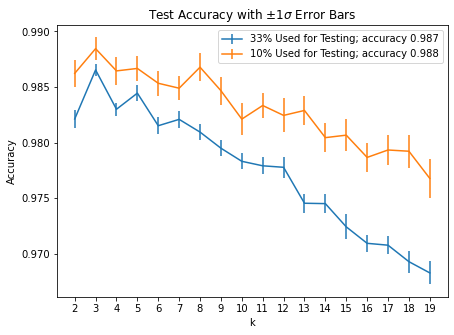 Test Accuracy with ±1σ Error Bars
33% Used for Testing; accuracy 0.987
10% Used for Testing; accuracy 0.988
0.990
0.985
0.980
0.975
0.970
Accuracy
2 3 4 5 6 7 8 9 10 11 12 13 14 15 16 17 18 19
k